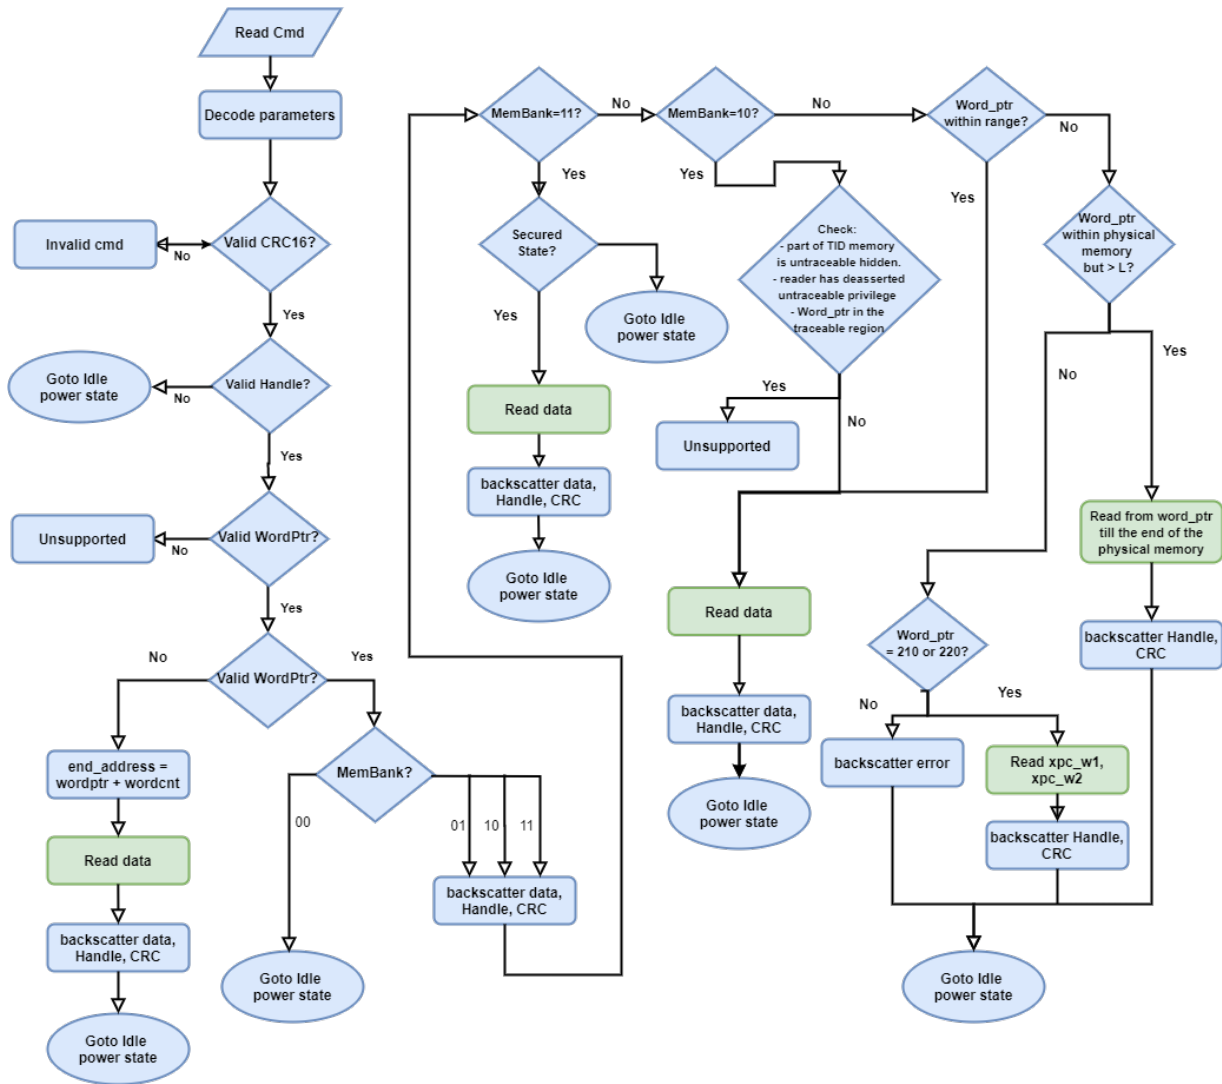 Read Cmd
Decode parameters
Valid CRC16?
No
Invalid cmd
Yes
Valid Handle?
No
Goto Idle
power state
Yes
Valid WordPtr?
No
Unsupported
Yes
Valid WordPtr?
No
Yes
end_address =
wordptr + wordcnt
Read data
backscatter data,
Handle, CRC
Goto Idle
power state
MemBank?
00
01
10
11
Goto Idle
power state
backscatter data,
Handle, CRC
MemBank=11?
No
Yes
Secured
State?
Goto Idle
power state
Yes
Read data
backscatter data,
Handle, CRC
Goto Idle
power state
MemBank=10?
No
Yes
Check:
- part of TID memory
is untraceable hidden.
- reader has deasserted
untraceable privilege
- Word_ptr in the
traceable region
Yes
Unsupported
No
Read data
backscatter data,
Handle, CRC
Goto Idle
power state
Word_ptr
within range?
No
Yes
Word_ptr
within physical
memory
but > L?
Yes
No
Read from word_ptr
till the end of the
physical memory
backscatter Handle,
CRC
Word_ptr
= 210 or 220?
No
Yes
backscatter error
Read xpc_w1,
xpc_w2
backscatter Handle,
CRC
Goto Idle
power state